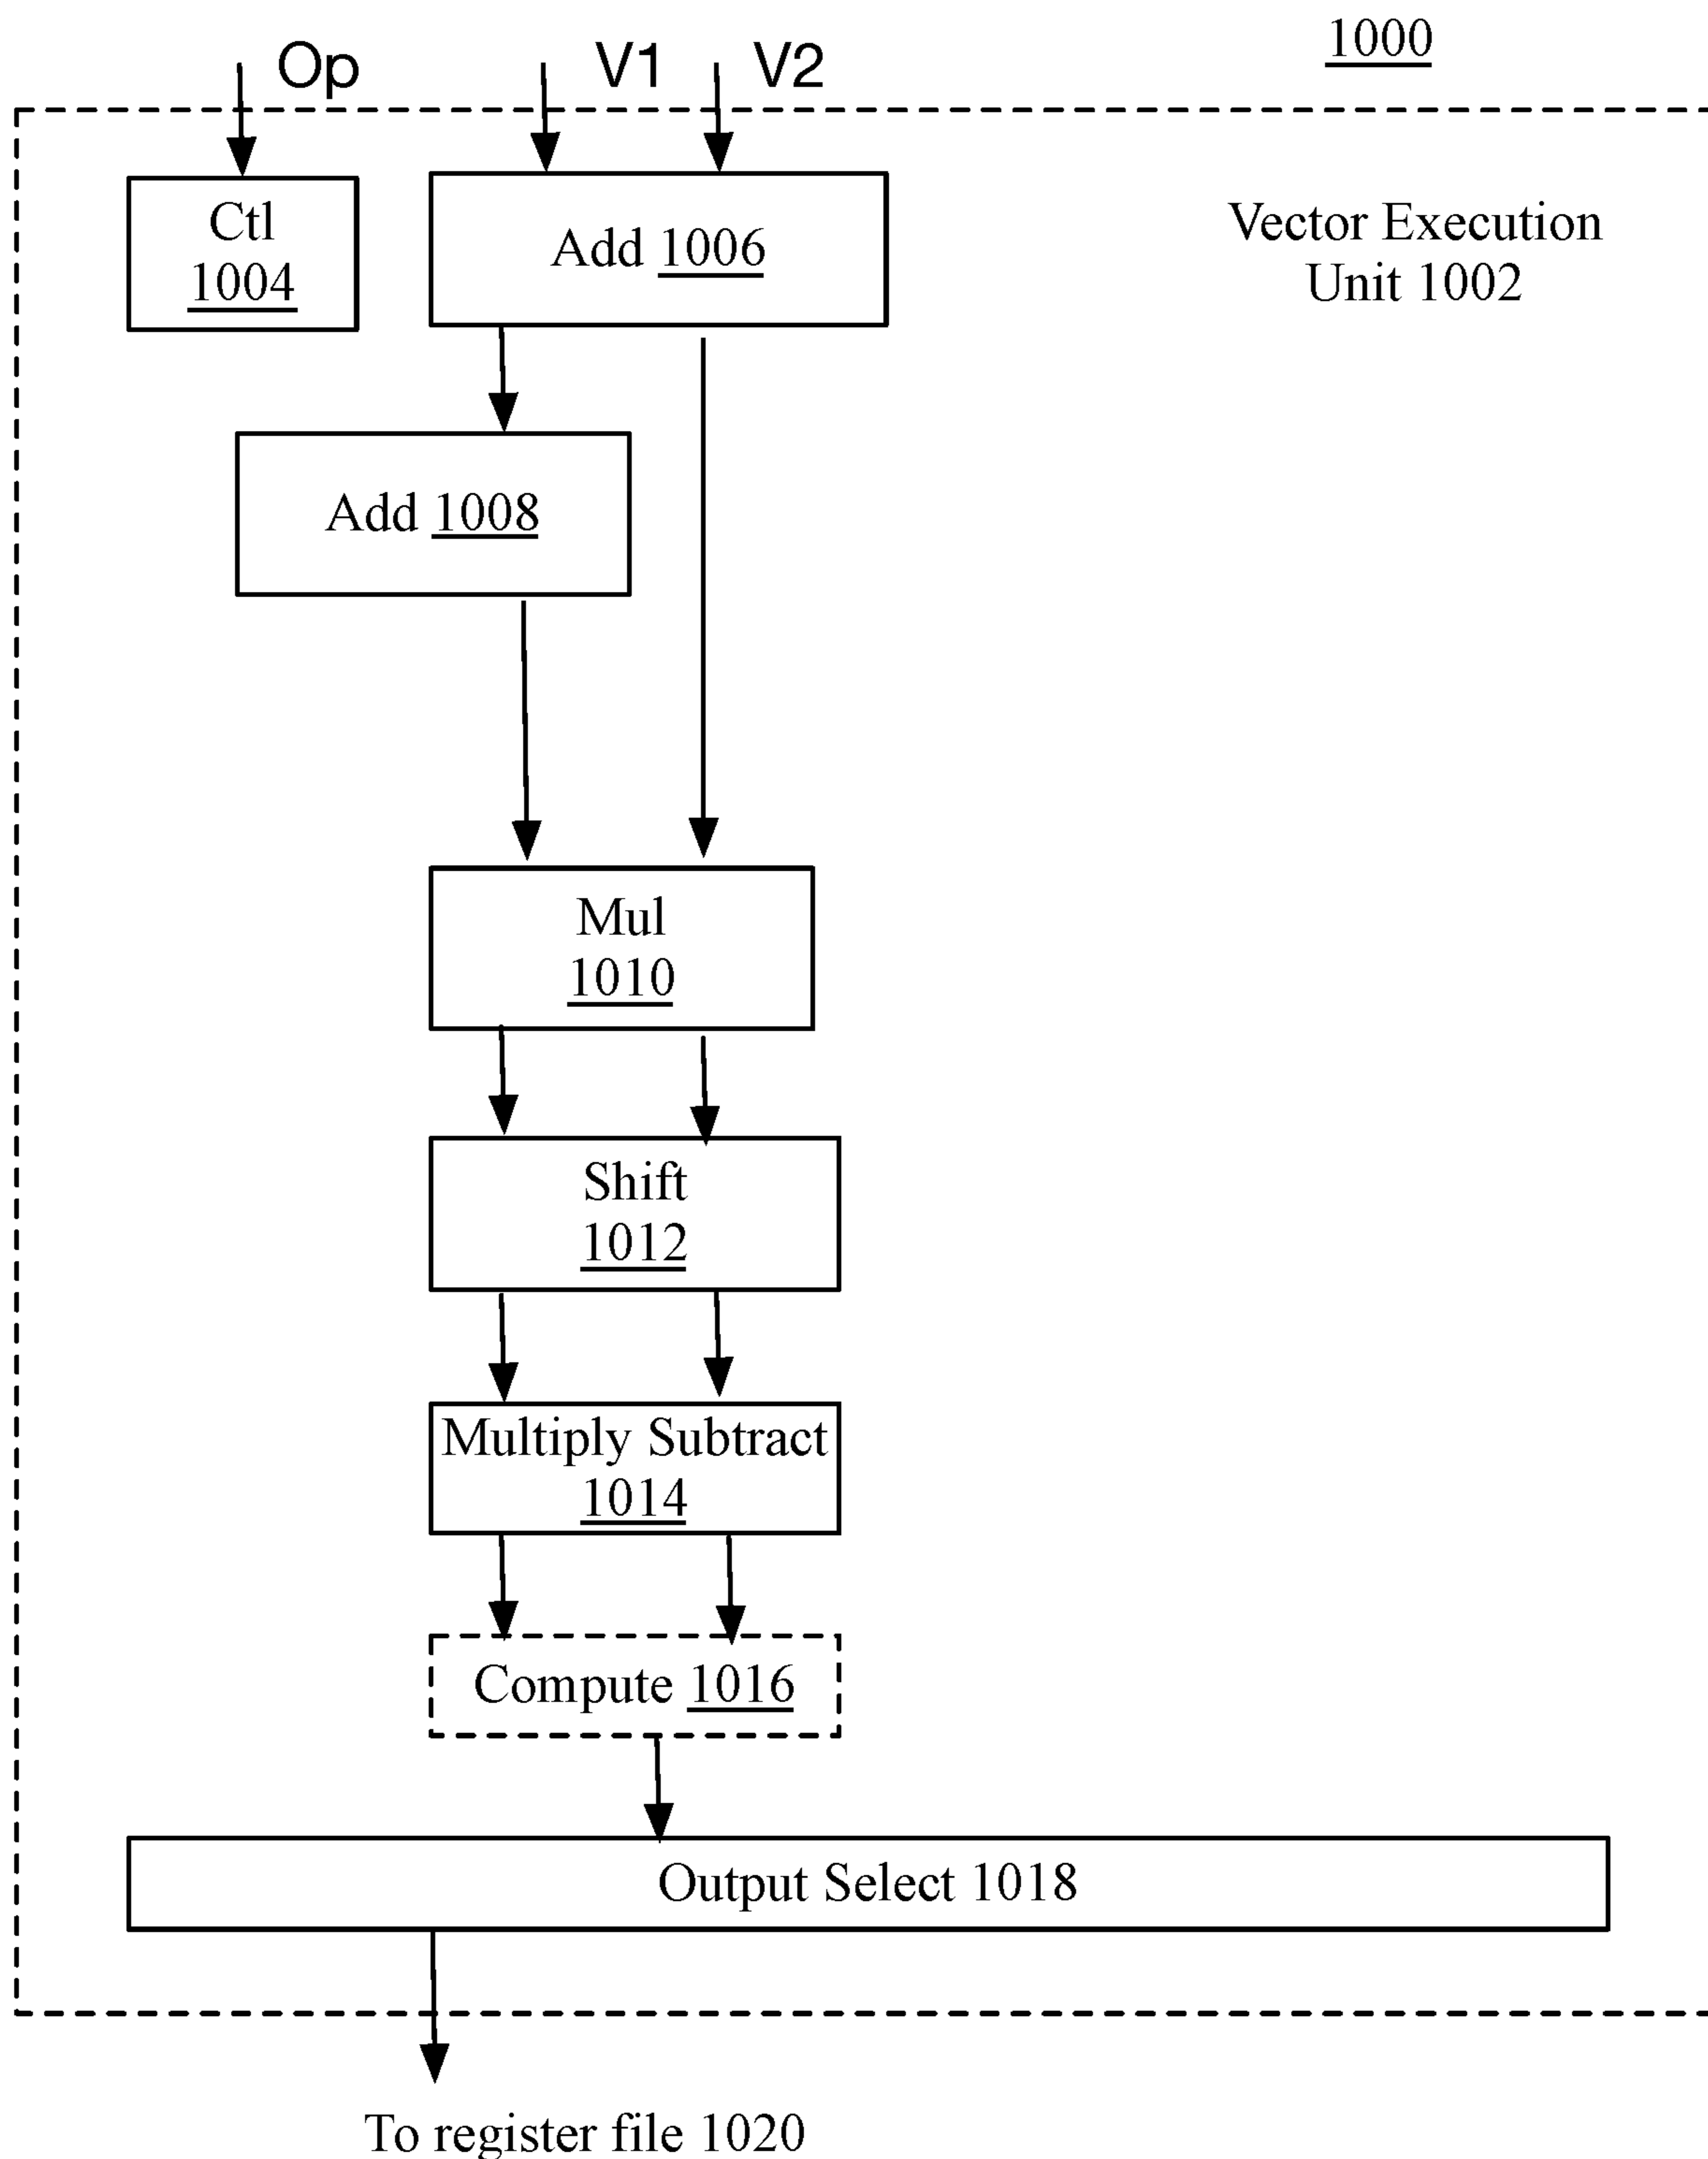 1000
Op
V1
V2
Ctl
1004
Add 1006
Vector Execution
Unit 1002
Add 1008
Mul
1010
Shift
1012
Multiply Subtract
1014
Compute 1016
Output Select 1018
To register file 1020